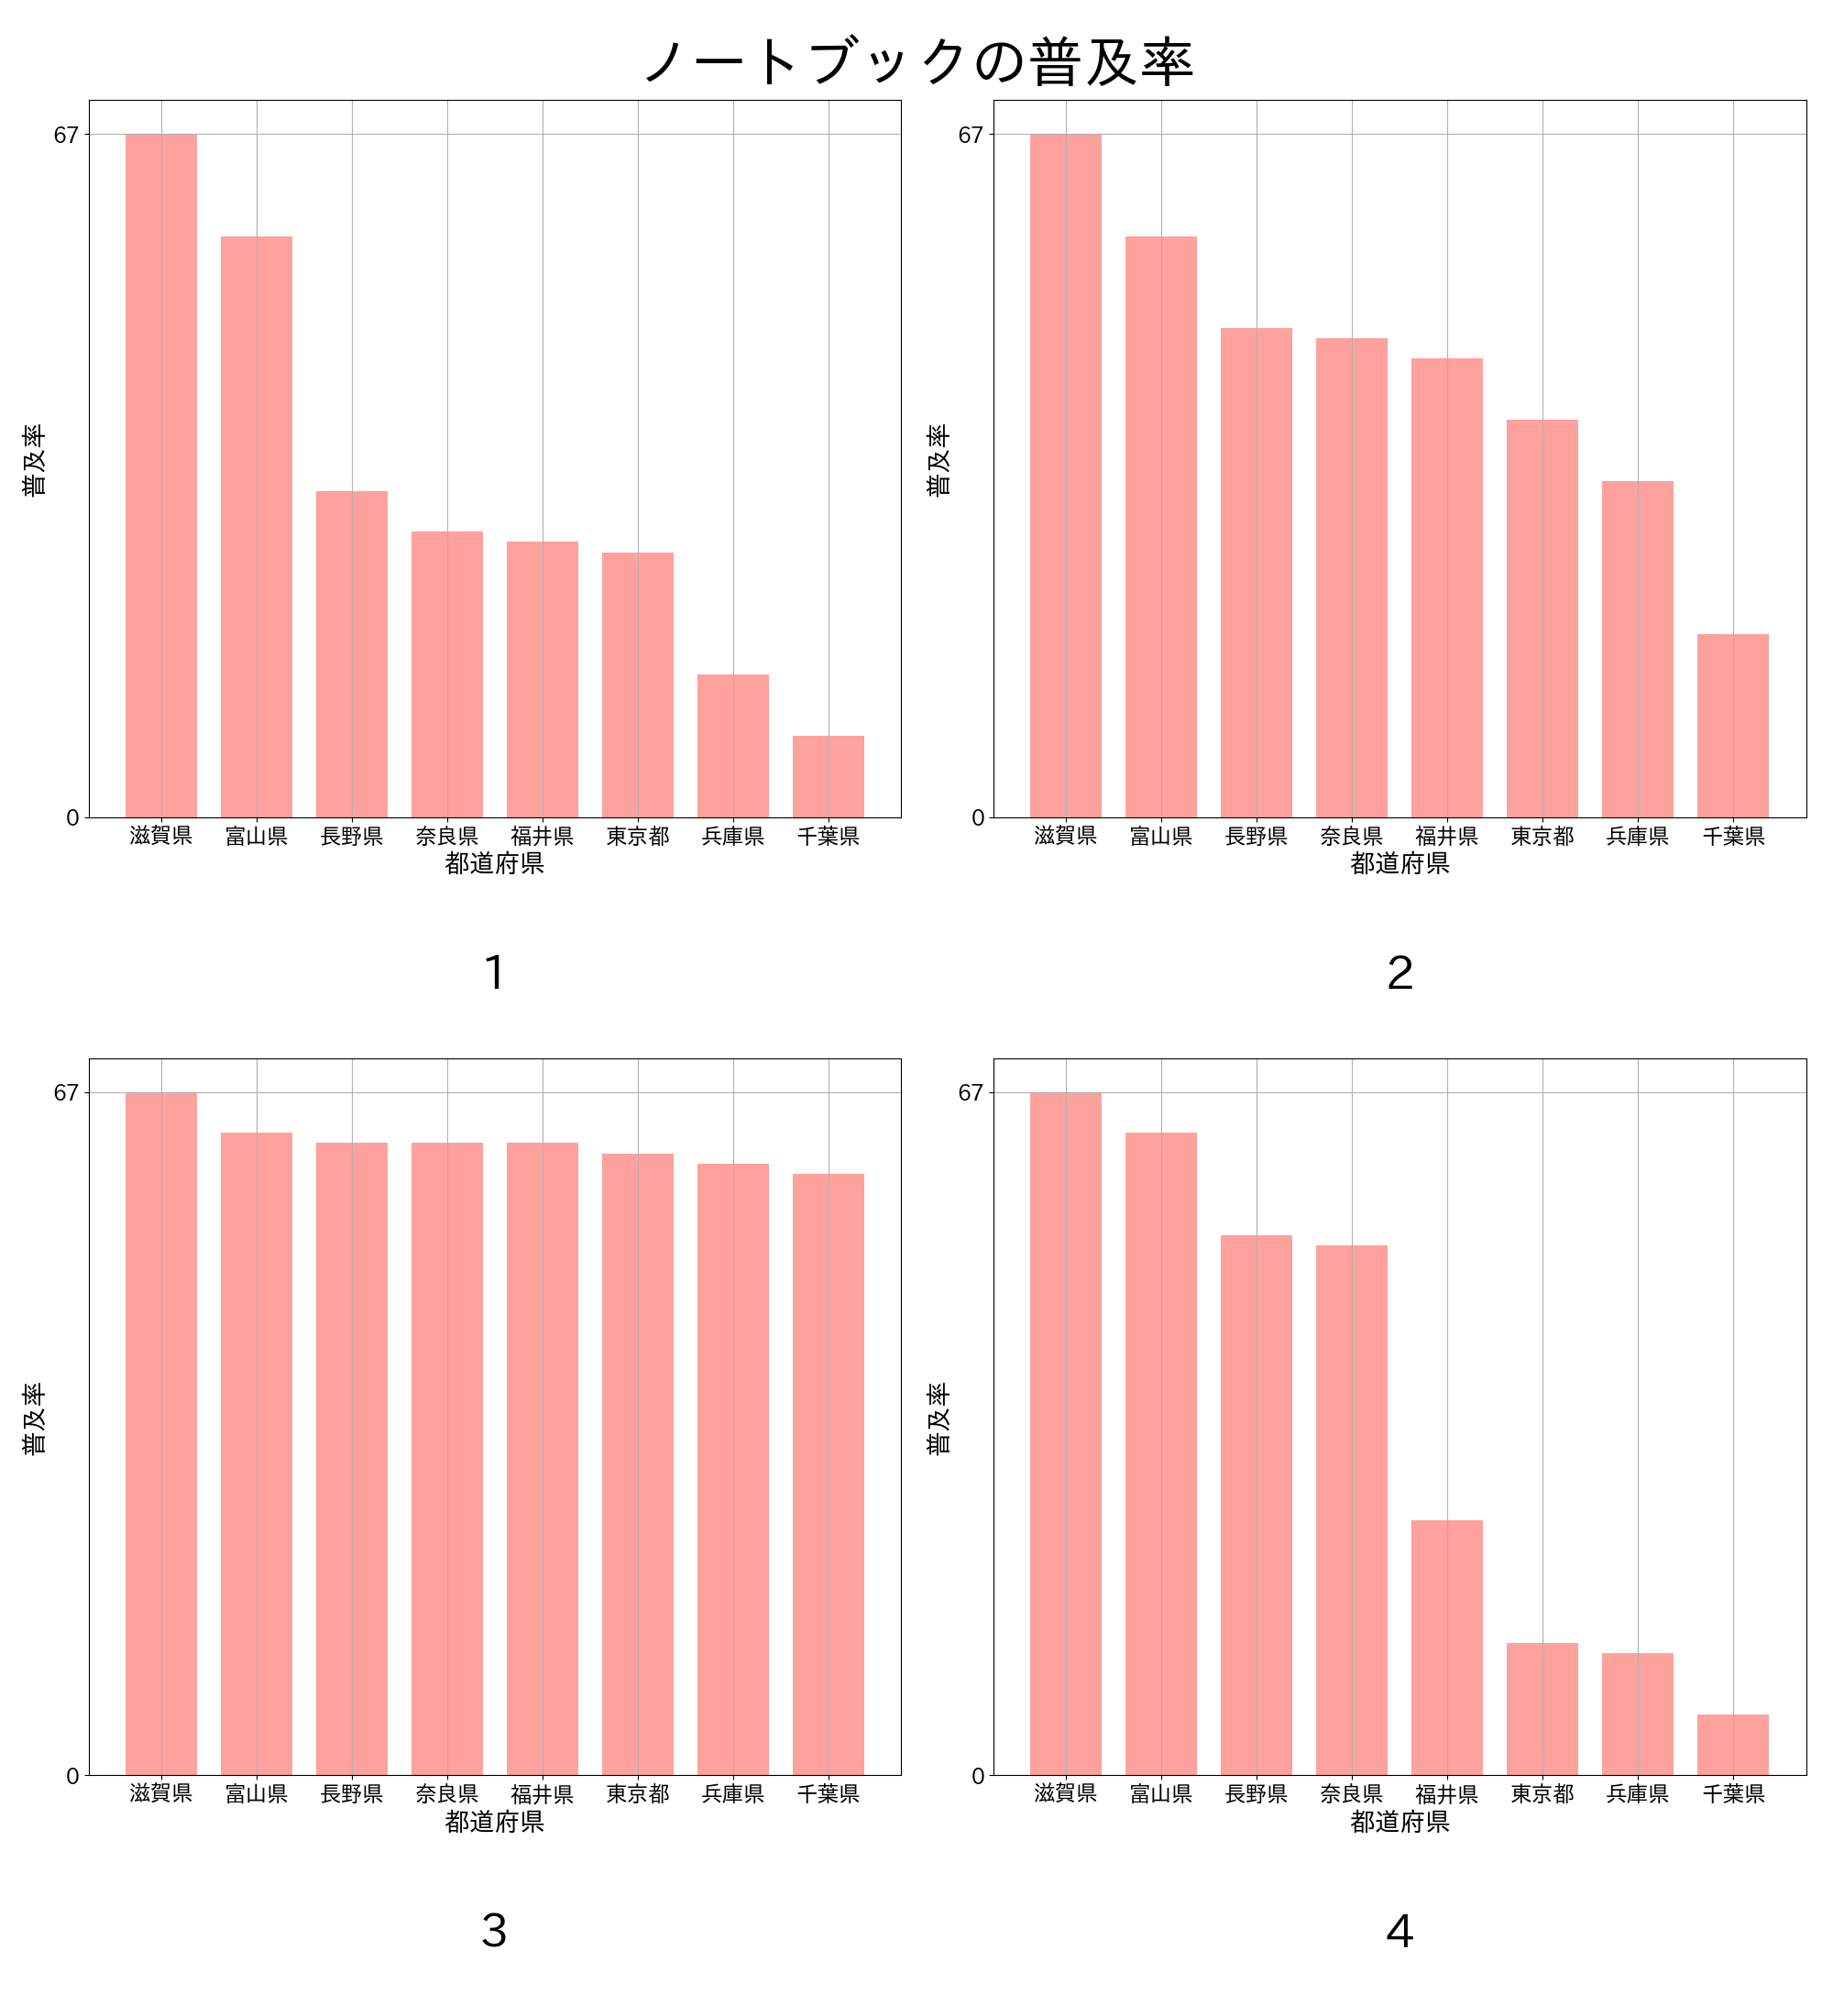 ノートブックの普及率
67
0
普及率
滋賀県 富山県 長野県 奈良県 福井県 東京都 兵庫県 千葉県
都道府県
1
67
0
普及率
滋賀県 富山県 長野県 奈良県 福井県 東京都 兵庫県 千葉県
都道府県
2
67
0
普及率
滋賀県 富山県 長野県 奈良県 福井県 東京都 兵庫県 千葉県
都道府県
3
67
0
普及率
滋賀県 富山県 長野県 奈良県 福井県 東京都 兵庫県 千葉県
都道府県
4